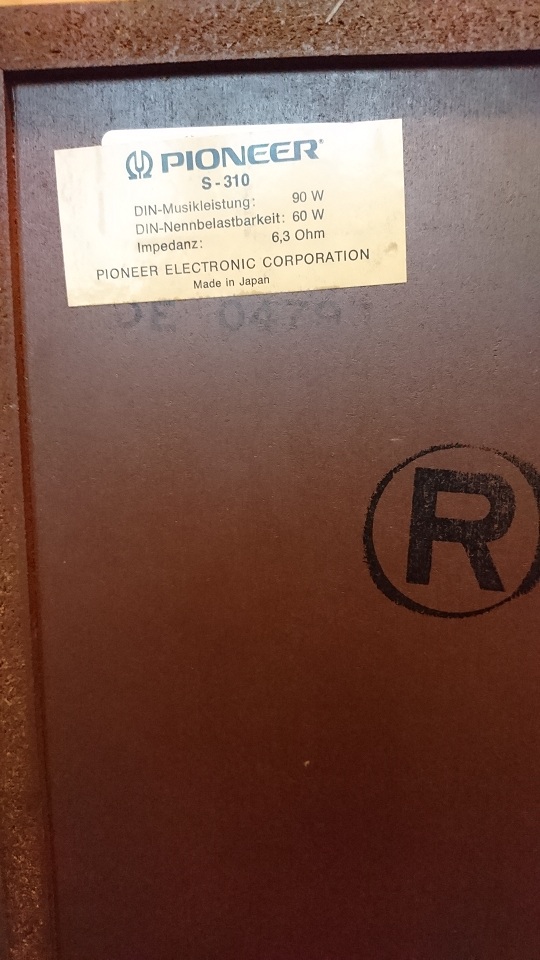 PIONEER®
S-310
DIN-Musikleistung: 90 W
DIN-Nennbelastbarkeit: 60 W
Impedanz: 6,3 Ohm
PIONEER ELECTRONIC CORPORATION
Made in Japan
R